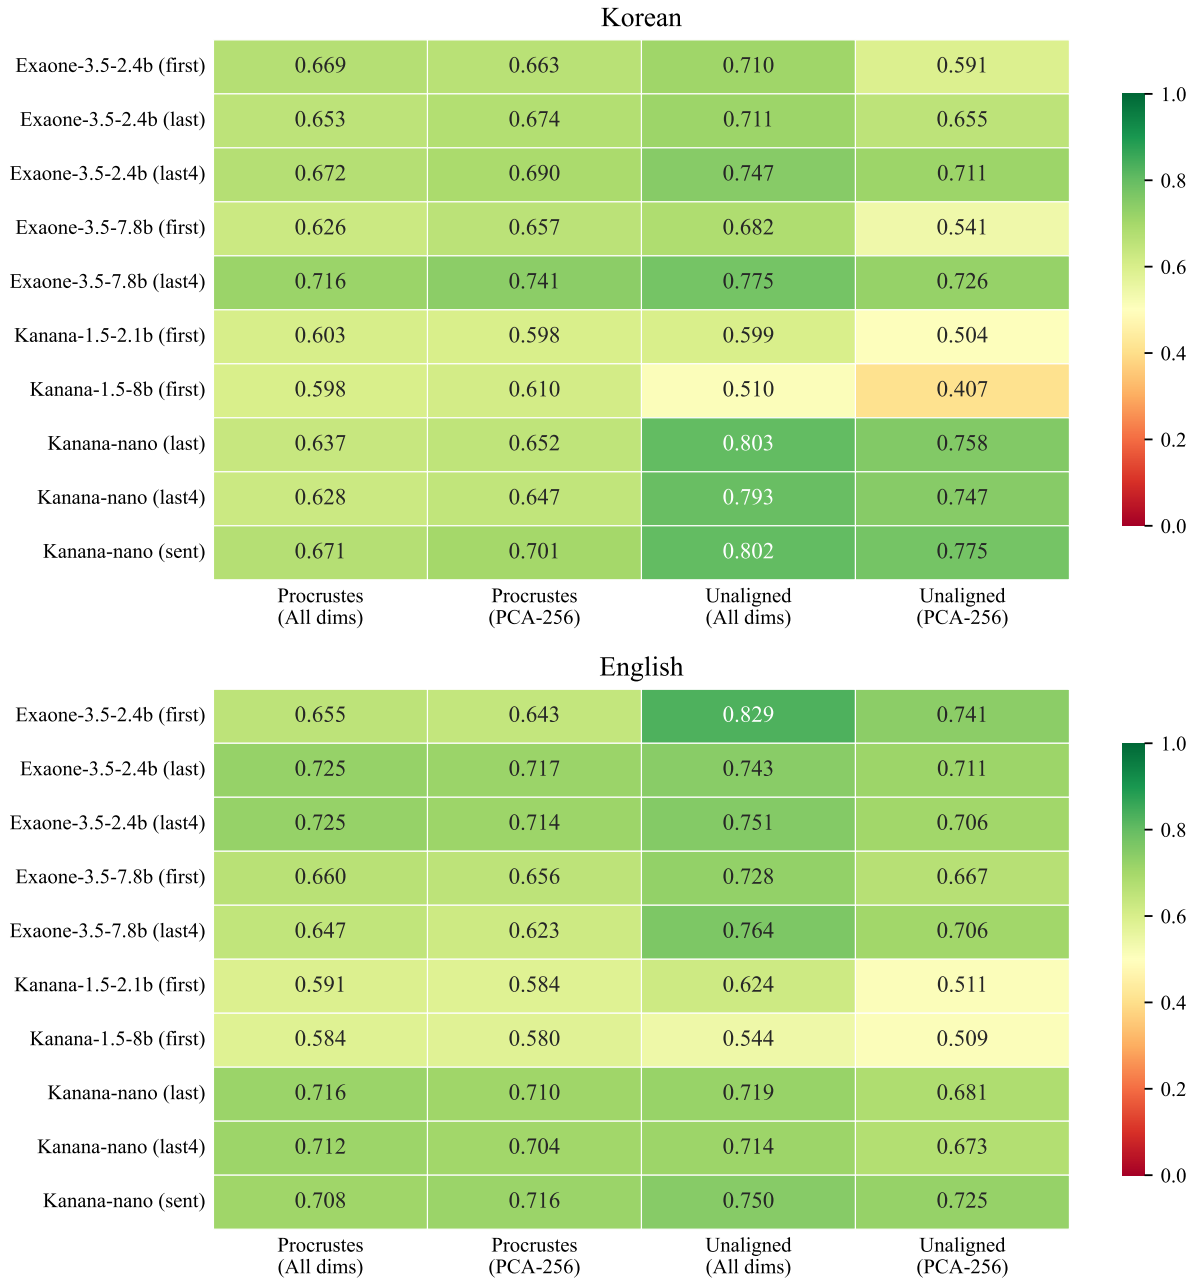 Korean
Exaone-3.5-2.4b (first) 0.669 0.663 0.710 0.591
1.0
Exaone-3.5-2.4b (last) 0.653 0.674 0.711 0.655
Exaone-3.5-2.4b (last4) 0.672 0.690 0.747 0.711
0.8
Exaone-3.5-7.8b (first) 0.626 0.657 0.682 0.541
0.6
Exaone-3.5-7.8b (last4) 0.716 0.741 0.775 0.726
Kanana-1.5-2.1b (first) 0.603 0.598 0.599 0.504
0.4
Kanana-1.5-8b (first) 0.598 0.610 0.510 0.407
0.2
Kanana-nano (last) 0.637 0.652 0.803 0.758
Kanana-nano (last4) 0.628 0.647 0.793 0.747
0.0
Kanana-nano (sent) 0.671 0.701 0.802 0.775
Procrustes Procrustes Unaligned Unaligned
(All dims) (PCA-256) (All dims) (PCA-256)
English
Exaone-3.5-2.4b (first) 0.655 0.643 0.829 0.741
1.0
Exaone-3.5-2.4b (last) 0.725 0.717 0.743 0.711
Exaone-3.5-2.4b (last4) 0.725 0.714 0.751 0.706
0.8
Exaone-3.5-7.8b (first) 0.660 0.656 0.728 0.667
0.6
Exaone-3.5-7.8b (last4) 0.647 0.623 0.764 0.706
Kanana-1.5-2.1b (first) 0.591 0.584 0.624 0.511
0.4
Kanana-1.5-8b (first) 0.584 0.580 0.544 0.509
0.2
Kanana-nano (last) 0.716 0.710 0.719 0.681
Kanana-nano (last4) 0.712 0.704 0.714 0.673
0.0
Kanana-nano (sent) 0.708 0.716 0.750 0.725
Procrustes Procrustes Unaligned Unaligned
(All dims) (PCA-256) (All dims) (PCA-256)